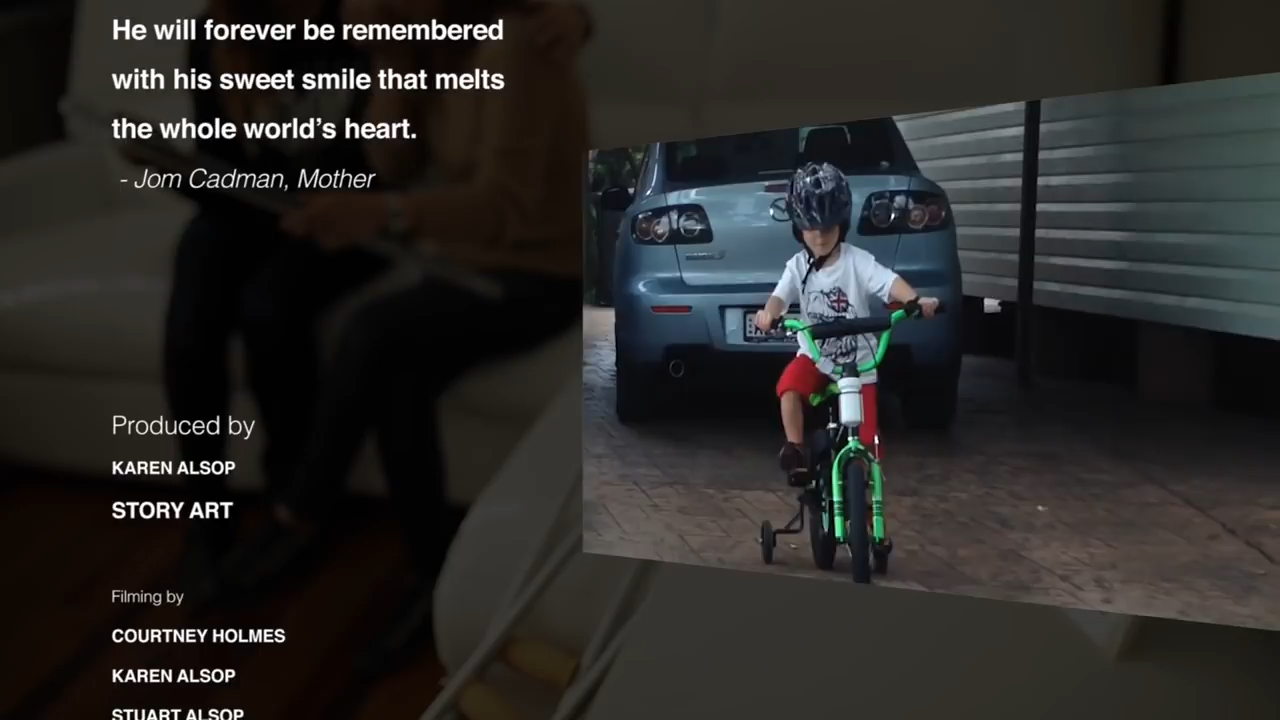 He will forever be remembered
with his sweet smile that melts
the whole world’s heart.
- Jom Cadman, Mother
Produced by
KAREN ALSOP
STORY ART
Filming by
COURTNEY HOLMES
KAREN ALSOP
STUART ALSOP